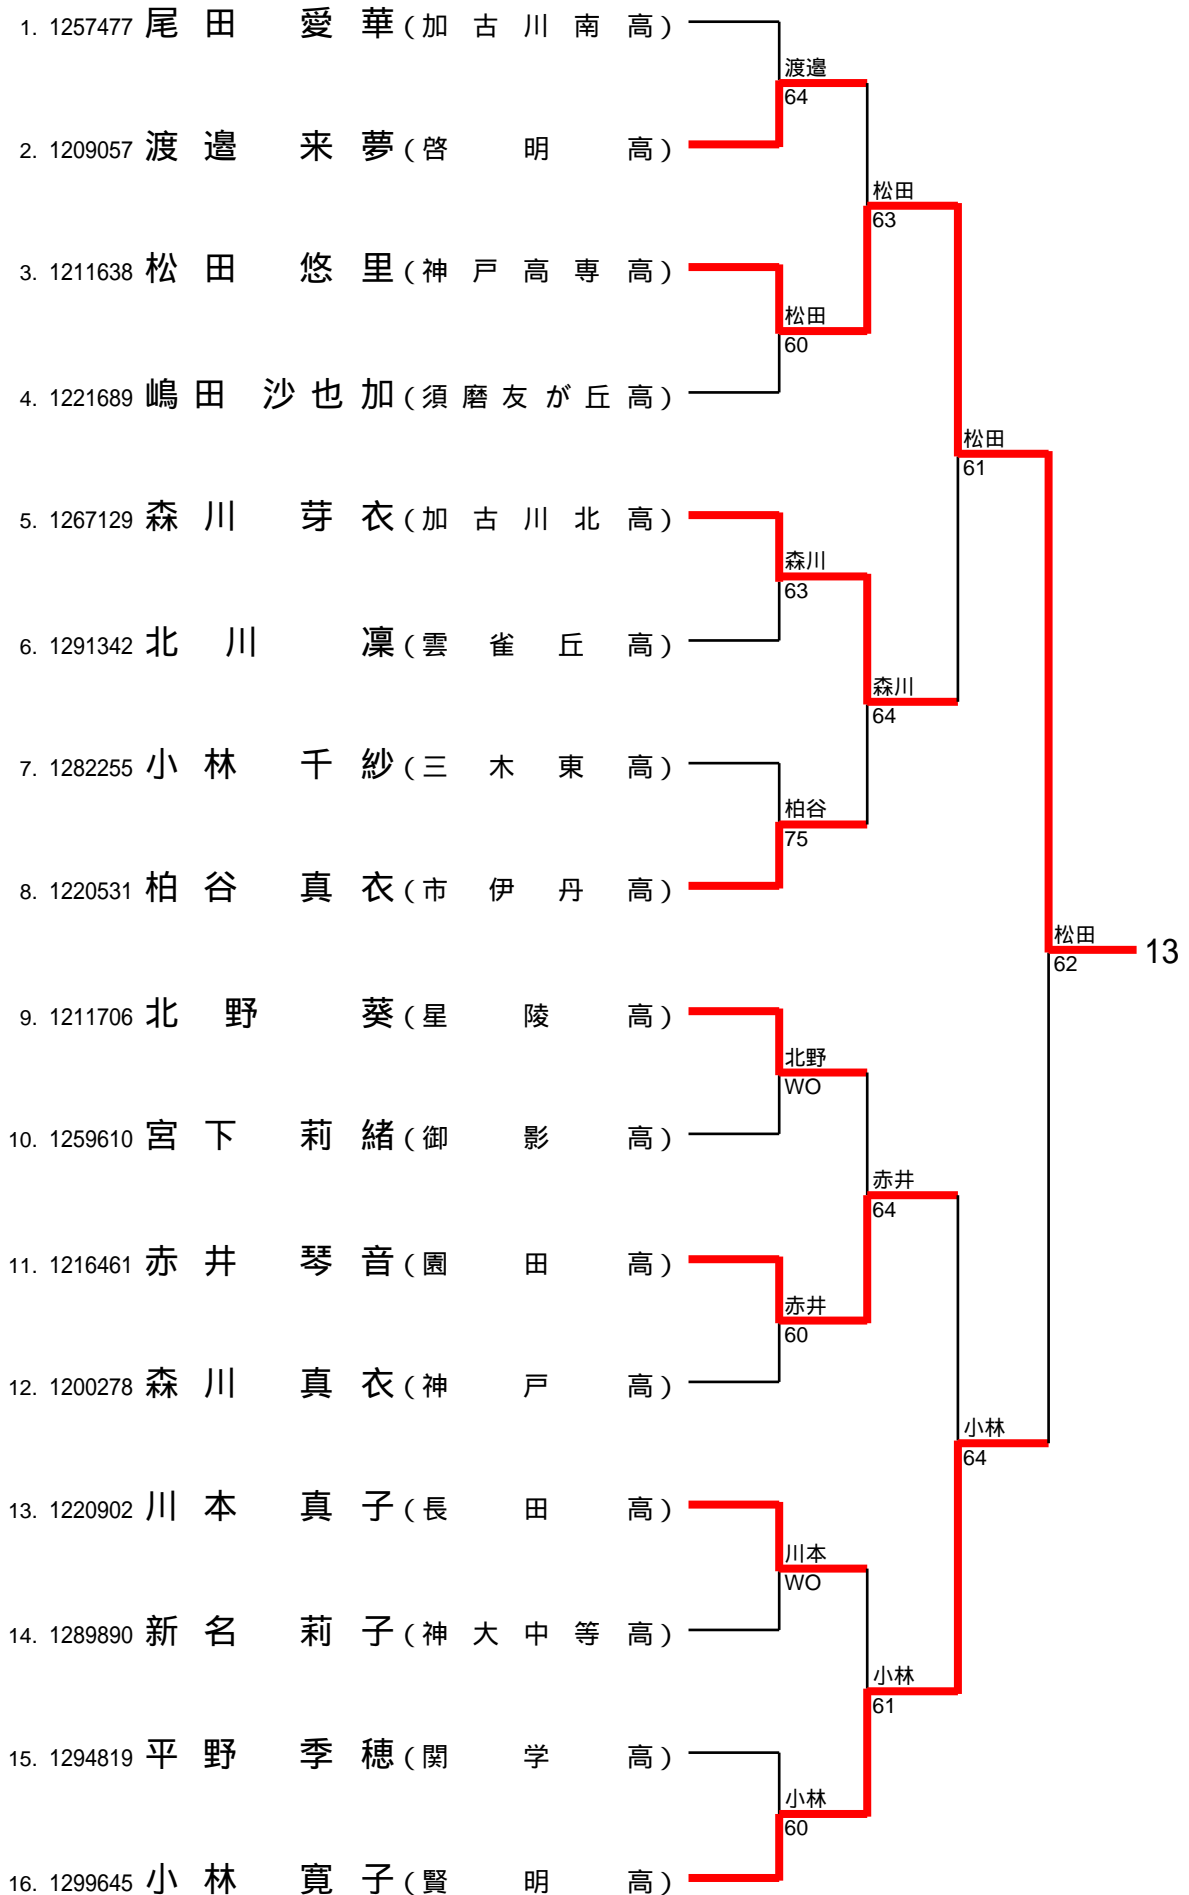 1. 1257477 尾田 愛華(加古川南高)
渡邉
64
2. 1209057 渡邉 来夢(啓明高)
松田
63
3. 1211638 松田 悠里(神戸高専高)
松田
60
4. 1221689 嶋田 沙也加(須磨友が丘高)
松田
61
5. 1267129 森川 芽衣(加古川北高)
森川
63
6. 1291342 北川 凜(雲雀丘高)
森川
64
7. 1282255 小林 千紗(三木東高)
柏谷
75
8. 1220531 柏谷 真衣(市伊丹高)
松田
62
13
9. 1211706 北野 葵(星陵高)
北野
WO
10. 1259610 宮下 莉緒(御影高)
赤井
64
11. 1216461 赤井 琴音(園田高)
赤井
60
12. 1200278 森川 真衣(神戸高)
小林
64
13. 1220902 川本 真子(長田高)
川本
WO
14. 1289890 新名 莉子(神大中等高)
小林
61
15. 1294819 平野 季穂(関学高)
小林
60
16. 1299645 小林 寛子(賢明高)